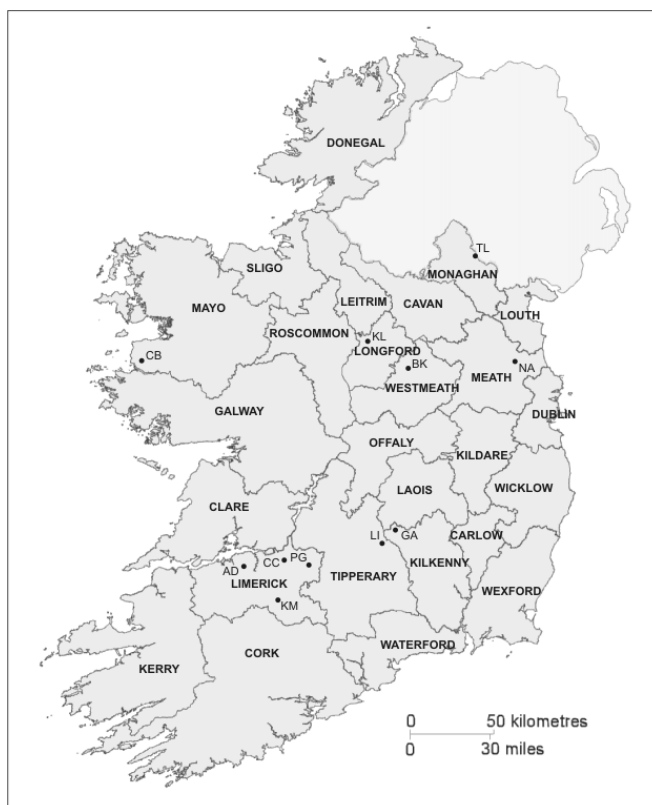 DONEGAL
TL
MONAGHAN
SLIGO
LEITRIM
CAVAN
MAYO
LOUTH
ROSCOMMON
KL
LONGFORD
CB
BK
NA
MEATH
WESTMEATH
GALWAY
DUBLIN
OFFALY
KILDARE
LAOIS
WICKLOW
CLARE
LI
GA
CARLOW
CC
PG
AD
TIPPERARY
KILKENNY
LIMERICK
WEXFORD
KM
WATERFORD
CORK
KERRY
0 50 kilometres
0 30 miles